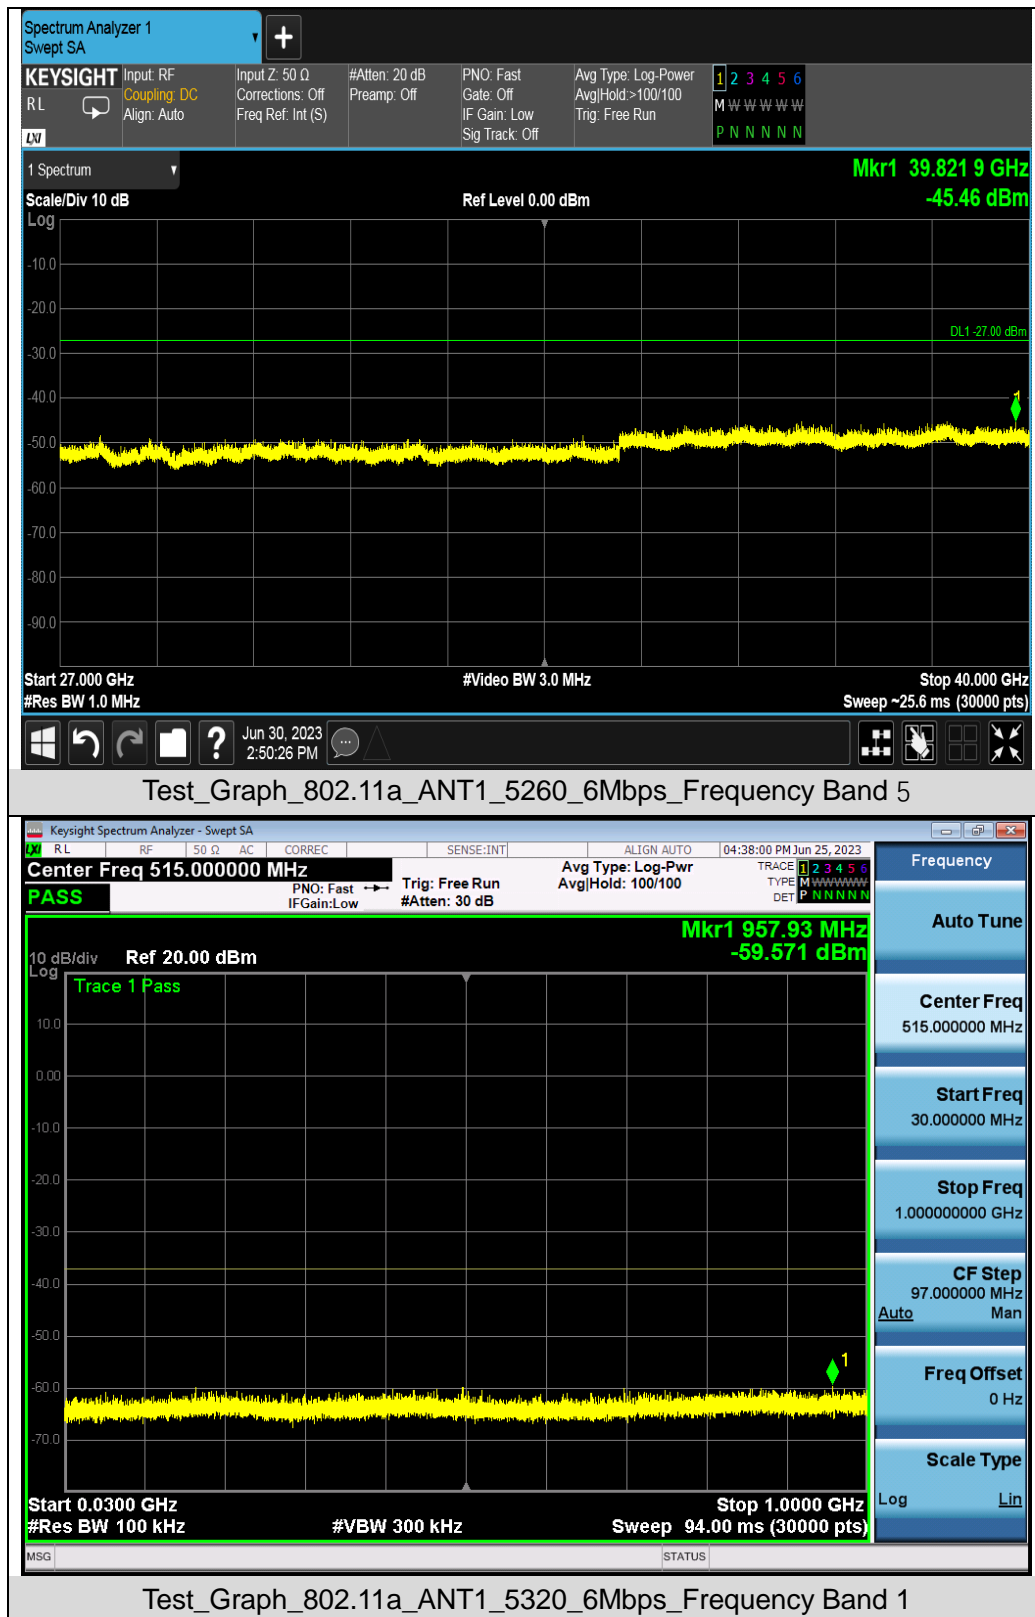 Spectrum Analyzer 1
Swept SA
KEYSIGHT
RL
LXI
Input: RF
Coupling: DC
Align: Auto
Input Z: 50 Ω
Corrections: Off
Freq Ref: Int (S)
#Atten: 20 dB
Preamp: Off
PNO: Fast
Gate: Off
IF Gain: Low
Sig Track: Off
Avg Type: Log-Power
Avg|Hold:>100/100
Trig: Free Run
1 2 3 4 5 6
M W W W W W
P N N N N N
1 Spectrum
Mkr1 39.821 9 GHz
-45.46 dBm
Scale/Div 10 dB
Ref Level 0.00 dBm
Log
-10.0
-20.0
DL1 -27.00 dBm
-30.0
-40.0
1
-50.0
-60.0
-70.0
-80.0
-90.0
Start 27.000 GHz
#Video BW 3.0 MHz
Stop 40.000 GHz
#Res BW 1.0 MHz
Sweep ~25.6 ms (30000 pts)
?
Jun 30, 2023
2:50:26 PM
Test_Graph_802.11a_ANT1_5260_6Mbps_Frequency Band 5
Keysight Spectrum Analyzer - Swept SA
LXI RL RF 50 Ω AC CORREC SENSE:INT ALIGN AUTO 04:38:00 PM Jun 25, 2023
Center Freq 515.000000 MHz
PASS
PNO: Fast
IFGain:Low
Trig: Free Run
#Atten: 30 dB
Avg Type: Log-Pwr
Avg|Hold: 100/100
TRACE 1 2 3 4 5 6
TYPE M W W W W W
DET P N N N N N
Mkr1 957.93 MHz
-59.571 dBm
10 dB/div
Ref 20.00 dBm
Log
Trace 1 Pass
10.0
0.00
-10.0
-20.0
-30.0
-40.0
-50.0
1
-60.0
-70.0
Start 0.0300 GHz
Stop 1.0000 GHz
#Res BW 100 kHz
#VBW 300 kHz
Sweep 94.00 ms (30000 pts)
MSG
STATUS
Frequency
Auto Tune
Center Freq
515.000000 MHz
Start Freq
30.000000 MHz
Stop Freq
1.000000000 GHz
CF Step
97.000000 MHz
Auto Man
Freq Offset
0 Hz
Scale Type
Log Lin
Test_Graph_802.11a_ANT1_5320_6Mbps_Frequency Band 1